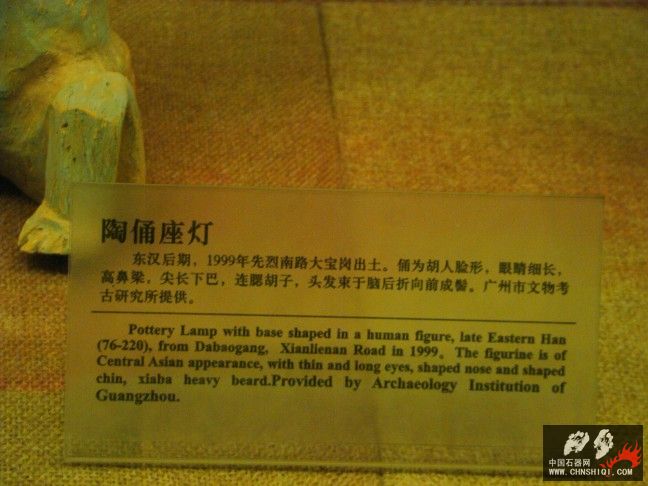 陶俑座灯
东汉后期，1999年先烈南路大宝岗出土。俑为胡人脸形，眼睛细长，
高鼻梁，尖长下巴，连腮胡子，头发束于脑后折向前成髻。广州市文物考
古研究所提供。
Pottery Lamp with base shaped in a human figure, late Eastern Han
(76-220), from Dabaogang, Xianlienan Road in 1999。The figurine is of
Central Asian appearance, with thin and long eyes, shaped nose and shaped
chin, xiaba heavy beard.Provided by Archaeology Institution of
Guangzhou.
中国石器网
WWW.CHNSHIQI.COM